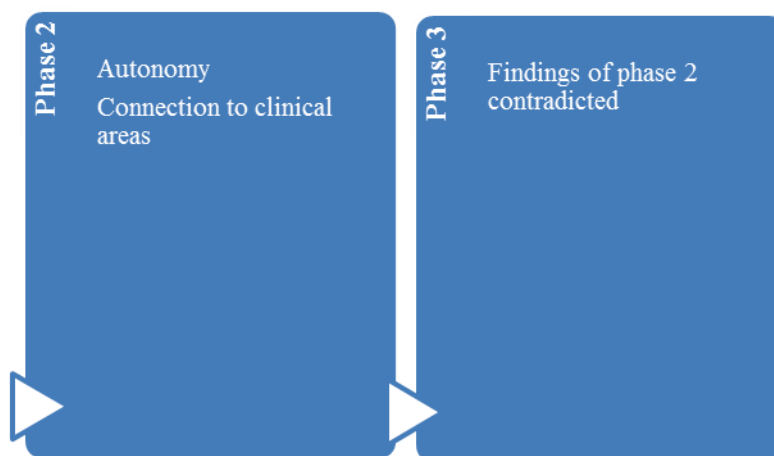 Phase 2
Autonomy
Connection to clinical
areas
Phase 3
Findings of phase 2
contradicted